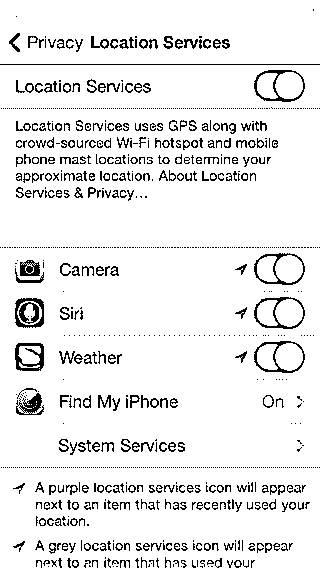 Privacy Location Services
Location Services
Location Services uses GPS along with
crowd-sourced Wi-Fi hotspot and mobile
phone mast locations to determine your
approximate location. About Location
Services & Privacy...
Camera
Siri
Weather
Find My iPhone On
System Services
A purple location services icon will appear
next to an item that has recently used your
location.
A grey location services icon will appear
next to an item that has used your